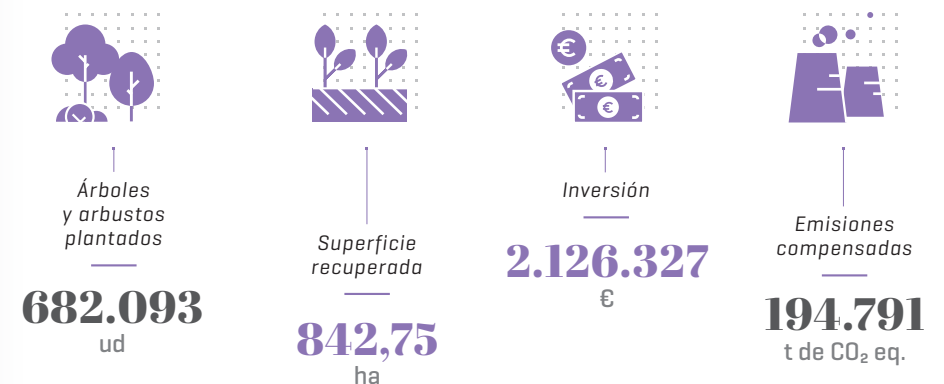 Árboles
y arbustos
plantados
682.093
ud
Superficie
recuperada
842,75
ha
Inversión
2.126.327
€
Emisiones
compensadas
194.791
t de CO₂ eq.